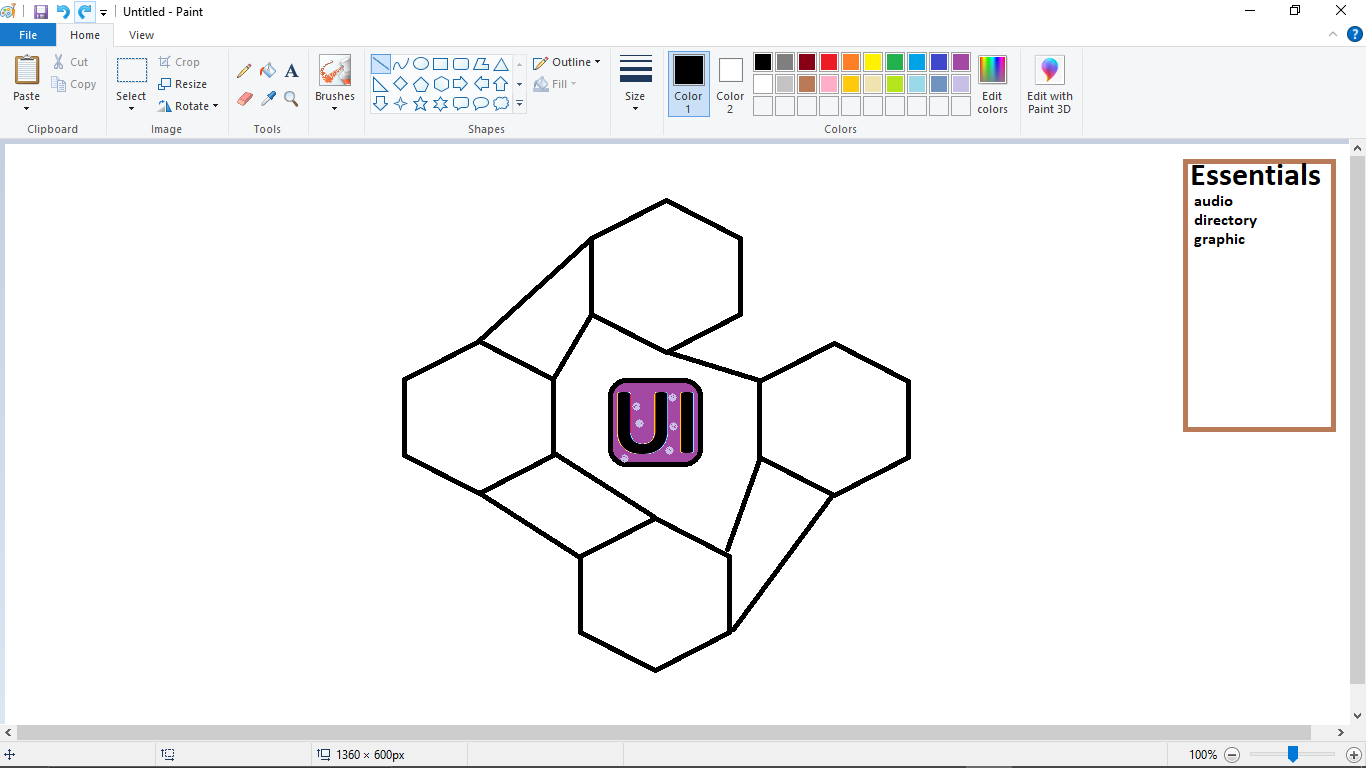 Untitled - Paint
File Home View
Paste
Cut
Copy
Clipboard
Select
Crop
Resize
Rotate
Image
A
Tools
Brushes
Shapes
Outline
Fill
Size
Color
1
Color
2
Colors
Edit
colors
Edit with
Paint 3D
Essentials
audio
directory
graphic
UI
1360 × 600px
100%